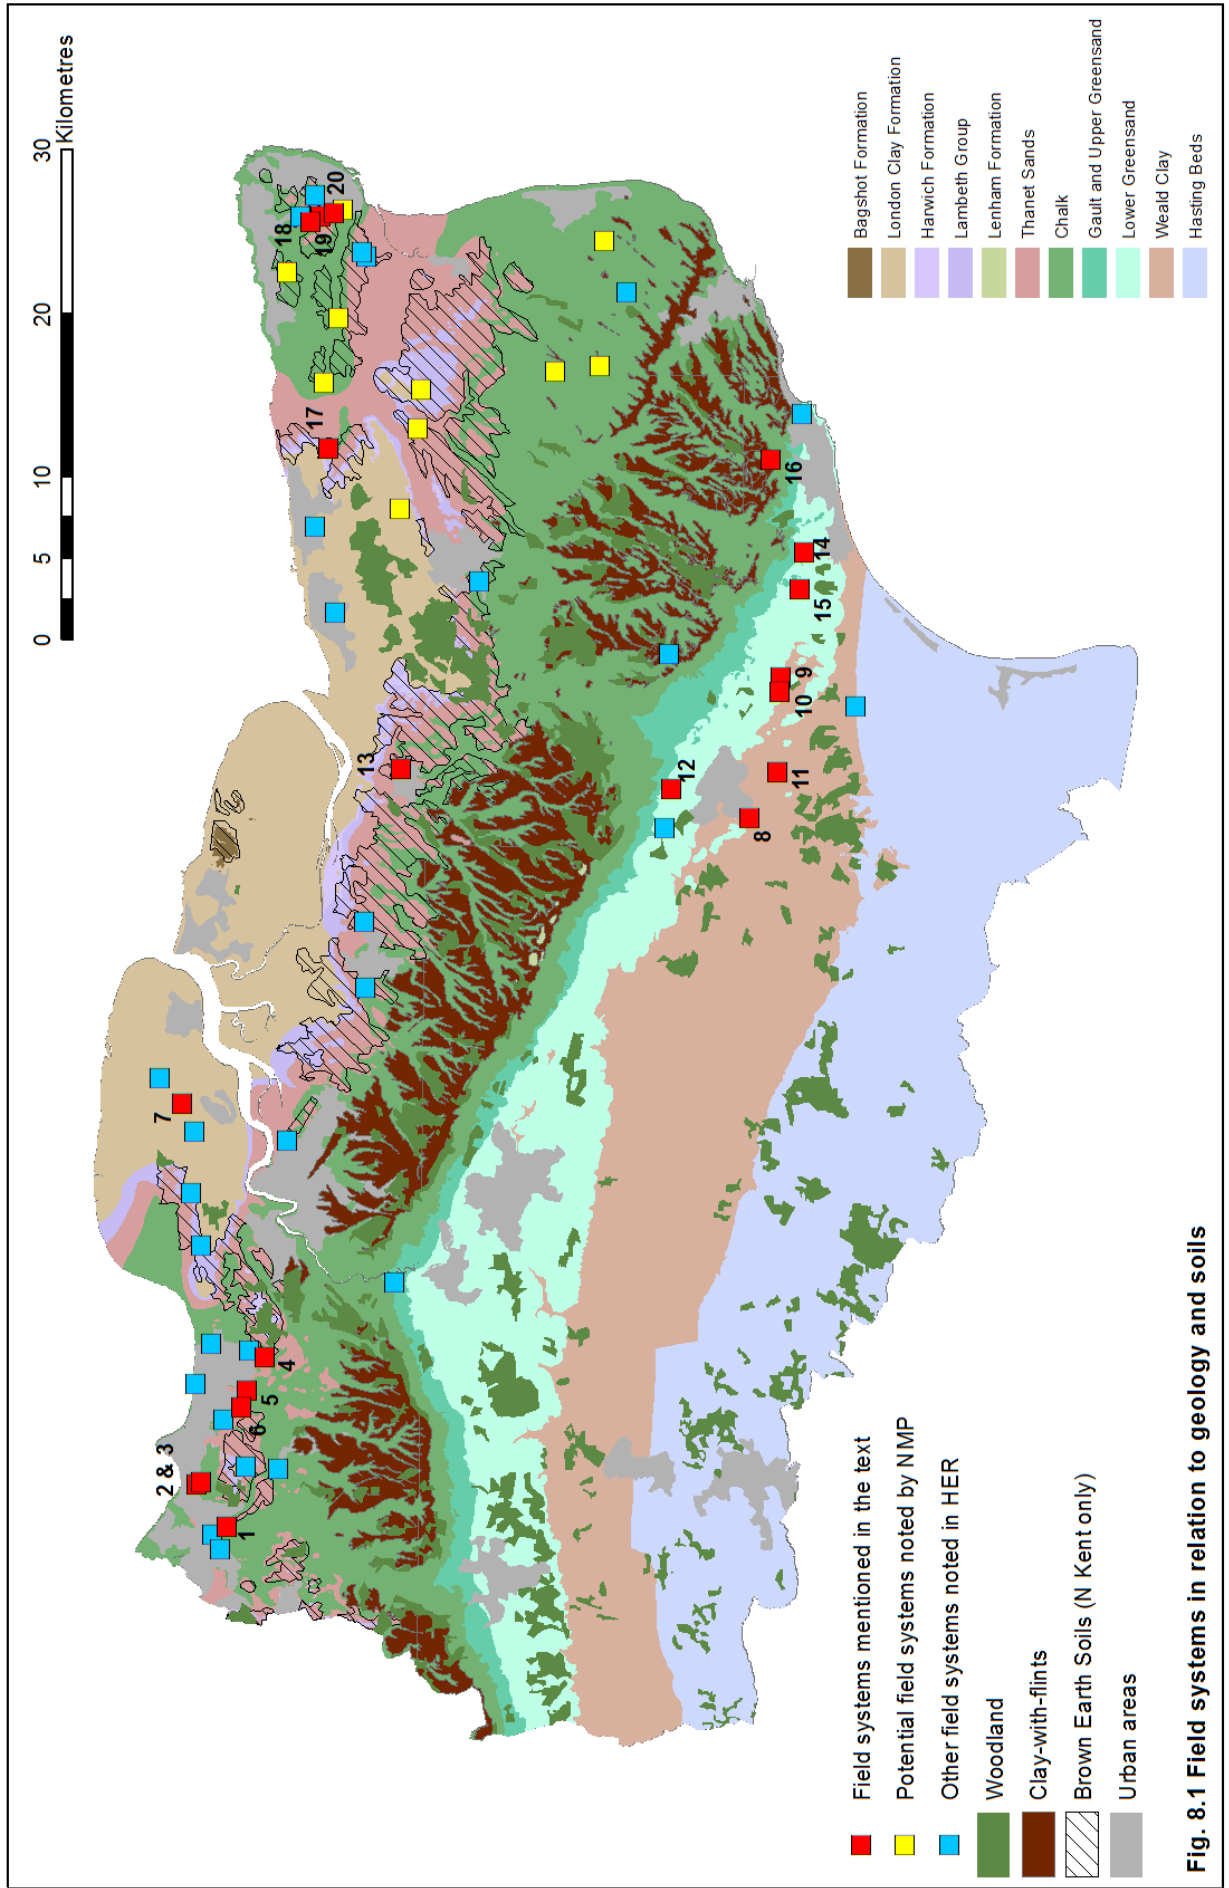 0
5
10
20
30
Kilometres
2 & 3
1
6
5
4
7
13
17
18
19
20
12
8
11
10
9
15
14
16
Field systems mentioned in the text
Potential field systems noted by NMP
Other field systems noted in HER
Woodland
Clay-with-flints
Brown Earth Soils (N Kent only)
Urban areas
Bagshot Formation
London Clay Formation
Harwich Formation
Lambeth Group
Lenham Formation
Thanet Sands
Chalk
Gault and Upper Greensand
Lower Greensand
Weald Clay
Hasting Beds
Fig. 8.1 Field systems in relation to geology and soils